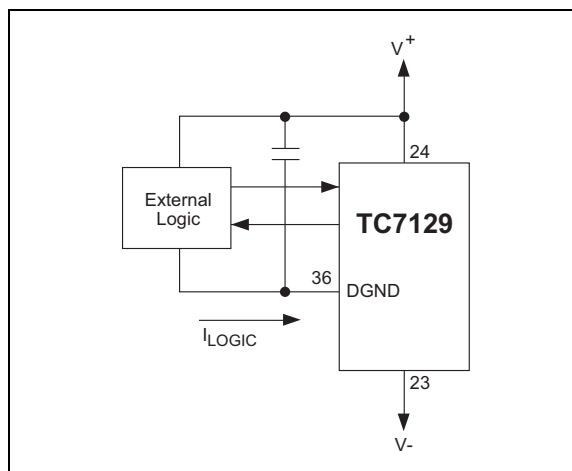 V+
24
External
Logic
TC7129
36
DGND
ILOGIC
23
V-